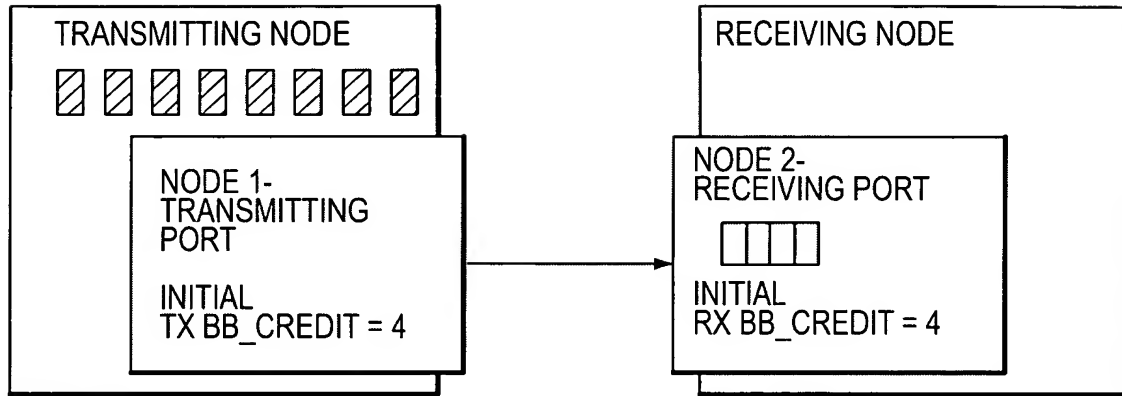 TRANSMITTING NODE
NODE 1-
TRANSMITTING
PORT
INITIAL
TX BB_CREDIT = 4
RECEIVING NODE
NODE 2-
RECEIVING PORT
INITIAL
RX BB_CREDIT = 4